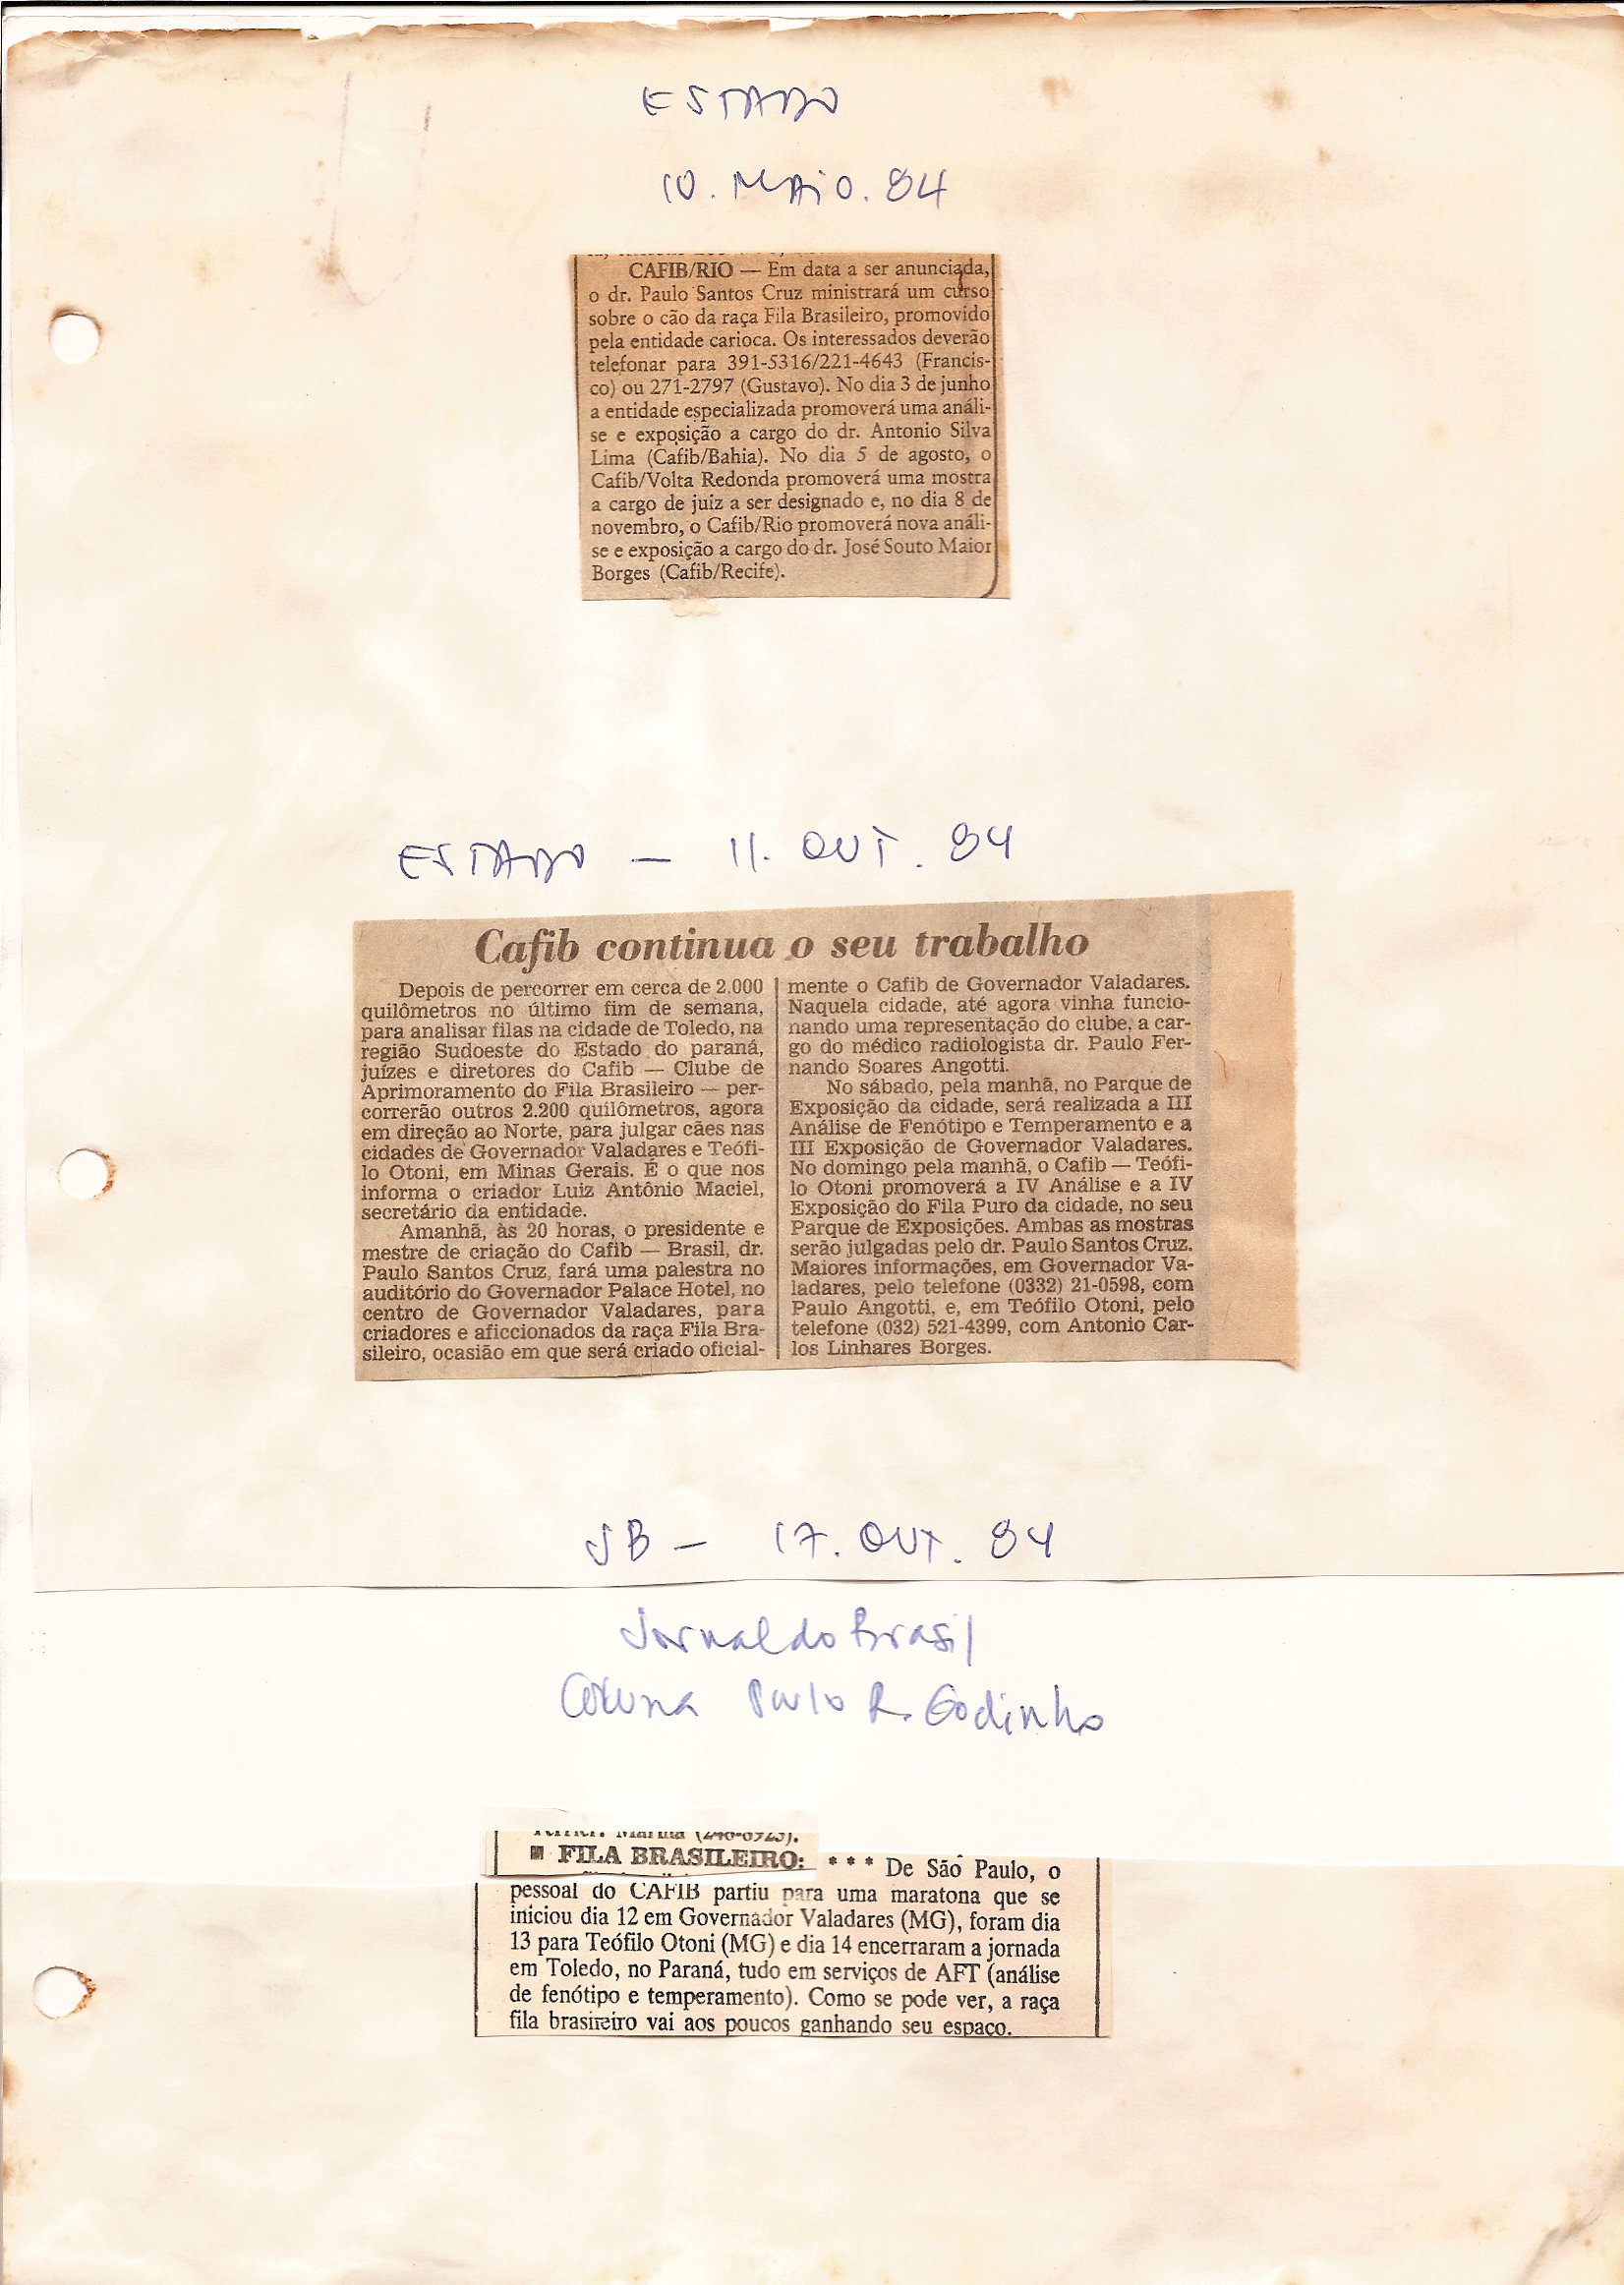 ESTADO
10. MAIO. 84
CAFIB/RIO — Em data a ser anunciada,
o dr. Paulo Santos Cruz ministrará um curso
sobre o cão da raça Fila Brasileiro, promovido
pela entidade carioca. Os interessados deverão
telefonar para 391-5316/221-4643 (Francis-
co) ou 271-2797 (Gustavo). No dia 3 de junho
a entidade especializada promoverá uma análi-
se e exposição a cargo do dr. Antonio Silva
Lima (Cafib/Bahia). No dia 5 de agosto, o
Cafib/Volta Redonda promoverá uma mostra
a cargo de juiz a ser designado e, no dia 8 de
novembro, o Cafib/Rio promoverá nova análi-
se e exposição a cargo do dr. José Souto Maior
Borges (Cafib/Recife).
ESTADO — 11. OUT. 84
Cafib continua o seu trabalho
Depois de percorrer em cerca de 2.000
quilômetros no último fim de semana,
para analisar filas na cidade de Toledo, na
região Sudoeste do Estado do paraná,
juízes e diretores do Cafib — Clube de
Aprimoramento do Fila Brasileiro — per-
correrão outros 2.200 quilômetros, agora
em direção ao Norte, para julgar cães nas
cidades de Governador Valadares e Teófi-
lo Otoni, em Minas Gerais. É o que nos
informa o criador Luiz Antônio Maciel,
secretário da entidade.
Amanhã, às 20 horas, o presidente e
mestre de criação do Cafib — Brasil, dr.
Paulo Santos Cruz, fará uma palestra no
auditório do Governador Palace Hotel, no
centro de Governador Valadares, para
criadores e aficcionados da raça Fila Bra-
sileiro, ocasião em que será criado oficial-
mente o Cafib de Governador Valadares.
Naquela cidade, até agora vinha funcio-
nando uma representação do clube, a car-
go do médico radiologista dr. Paulo Fer-
nando Soares Angotti.
No sábado, pela manhã, no Parque de
Exposição da cidade, será realizada a III
Análise de Fenótipo e Temperamento e a
III Exposição de Governador Valadares.
No domingo pela manhã, o Cafib — Teófi-
lo Otoni promoverá a IV Análise e a IV
Exposição do Fila Puro da cidade, no seu
Parque de Exposições. Ambas as mostras
serão julgadas pelo dr. Paulo Santos Cruz.
Maiores informações, em Governador Va-
ladares, pelo telefone (0332) 21-0598, com
Paulo Angotti, e, em Teófilo Otoni, pelo
telefone (032) 521-4399, com Antonio Car-
los Linhares Borges.
JB — 17. OUT. 84
Jornal do Brasil
Coluna Paulo R. Godinho
■ FILA BRASILEIRO: * * * De São Paulo, o
pessoal do CAFIB partiu para uma maratona que se
iniciou dia 12 em Governador Valadares (MG), foram dia
13 para Teófilo Otoni (MG) e dia 14 encerraram a jornada
em Toledo, no Paraná, tudo em serviços de AFT (análise
de fenótipo e temperamento). Como se pode ver, a raça
fila brasileiro vai aos poucos ganhando seu espaço.